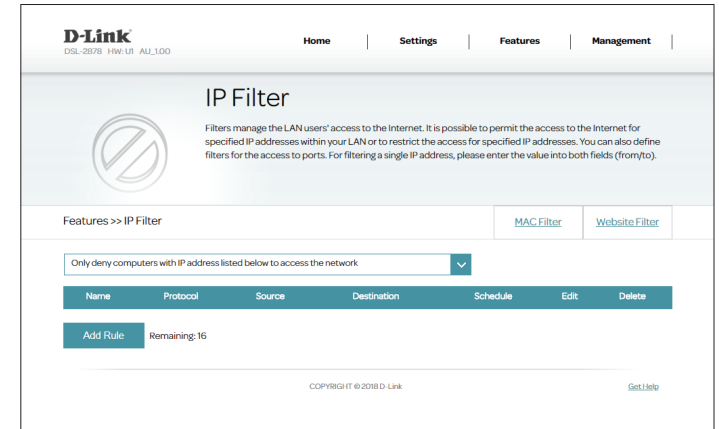 D-Link
DSL-2878 HW: U1 AU_1.00
Home Settings Features Management
IP Filter
Filters manage the LAN users' access to the Internet. It is possible to permit the access to the Internet for
specified IP addresses within your LAN or to restrict the access for specified IP addresses. You can also define
filters for the access to ports. For filtering a single IP address, please enter the value into both fields (from/to).
Features >> IP Filter
MAC Filter Website Filter
Only deny computers with IP address listed below to access the network
Name Protocol Source Destination Schedule Edit Delete
Add Rule Remaining: 16
COPYRIGHT © 2018 D-Link Get Help